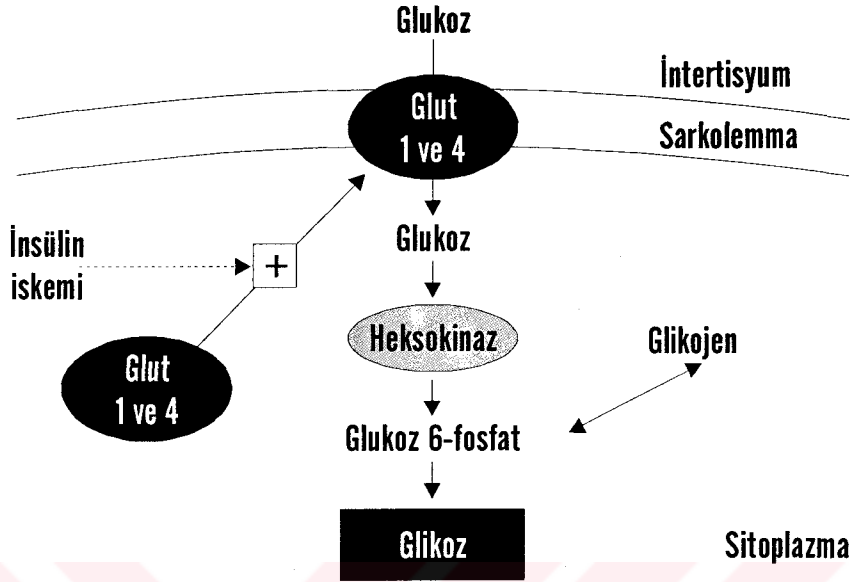 Glukoz
İntertisyum
Glut
1 ve 4
Sarkolemma
İnsülin
iskemi
+
Glukoz
Heksokinaz
Glikojen
Glut
1 ve 4
Glukoz 6-fosfat
Glikoz
Sitoplazma